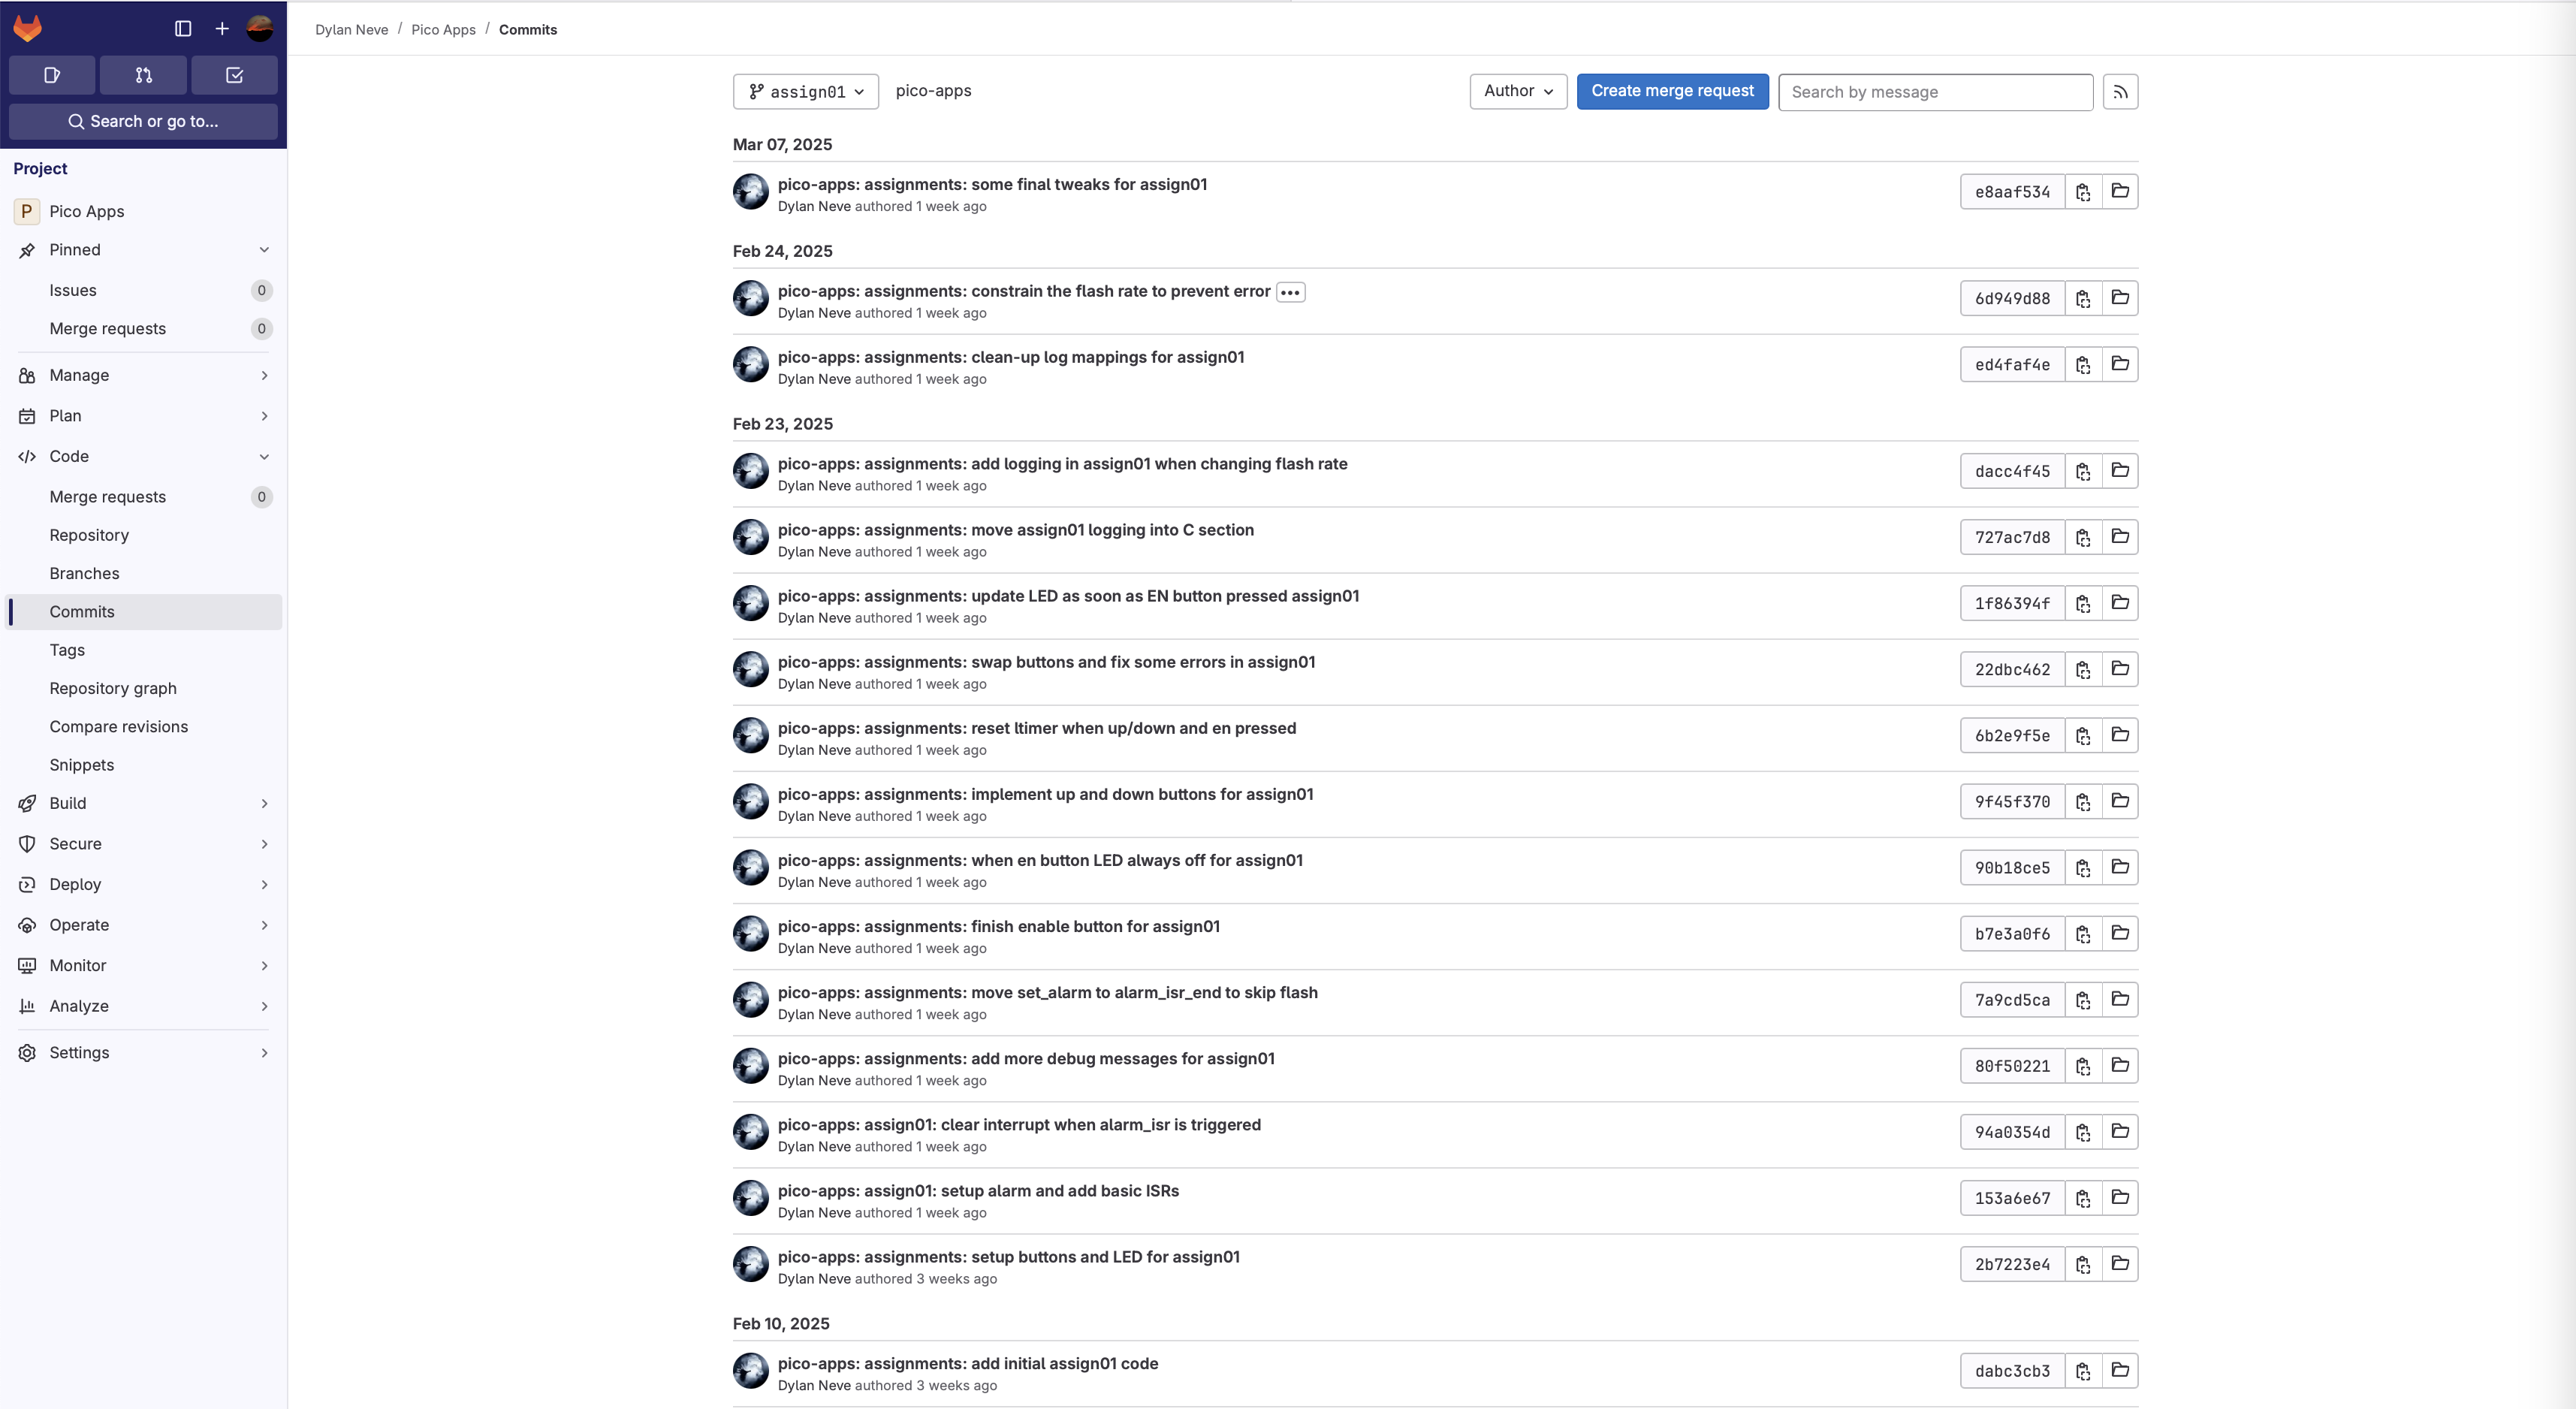 Dylan Neve / Pico Apps / Commits
Search or go to...
Project
P Pico Apps
Pinned
Issues 0
Merge requests 0
Manage
Plan
Code
Merge requests 0
Repository
Branches
Commits
Tags
Repository graph
Compare revisions
Snippets
Build
Secure
Deploy
Operate
Monitor
Analyze
Settings
assign01 pico-apps Author Create merge request Search by message
Mar 07, 2025
pico-apps: assignments: some final tweaks for assign01
Dylan Neve authored 1 week ago
e8aaf534
Feb 24, 2025
pico-apps: assignments: constrain the flash rate to prevent error •••
Dylan Neve authored 1 week ago
6d949d88
pico-apps: assignments: clean-up log mappings for assign01
Dylan Neve authored 1 week ago
ed4faf4e
Feb 23, 2025
pico-apps: assignments: add logging in assign01 when changing flash rate
Dylan Neve authored 1 week ago
dacc4f45
pico-apps: assignments: move assign01 logging into C section
Dylan Neve authored 1 week ago
727ac7d8
pico-apps: assignments: update LED as soon as EN button pressed assign01
Dylan Neve authored 1 week ago
1f86394f
pico-apps: assignments: swap buttons and fix some errors in assign01
Dylan Neve authored 1 week ago
22dbc462
pico-apps: assignments: reset ltimer when up/down and en pressed
Dylan Neve authored 1 week ago
6b2e9f5e
pico-apps: assignments: implement up and down buttons for assign01
Dylan Neve authored 1 week ago
9f45f370
pico-apps: assignments: when en button LED always off for assign01
Dylan Neve authored 1 week ago
90b18ce5
pico-apps: assignments: finish enable button for assign01
Dylan Neve authored 1 week ago
b7e3a0f6
pico-apps: assignments: move set_alarm to alarm_isr_end to skip flash
Dylan Neve authored 1 week ago
7a9cd5ca
pico-apps: assignments: add more debug messages for assign01
Dylan Neve authored 1 week ago
80f50221
pico-apps: assign01: clear interrupt when alarm_isr is triggered
Dylan Neve authored 1 week ago
94a0354d
pico-apps: assign01: setup alarm and add basic ISRs
Dylan Neve authored 1 week ago
153a6e67
pico-apps: assignments: setup buttons and LED for assign01
Dylan Neve authored 3 weeks ago
2b7223e4
Feb 10, 2025
pico-apps: assignments: add initial assign01 code
Dylan Neve authored 3 weeks ago
dabc3cb3